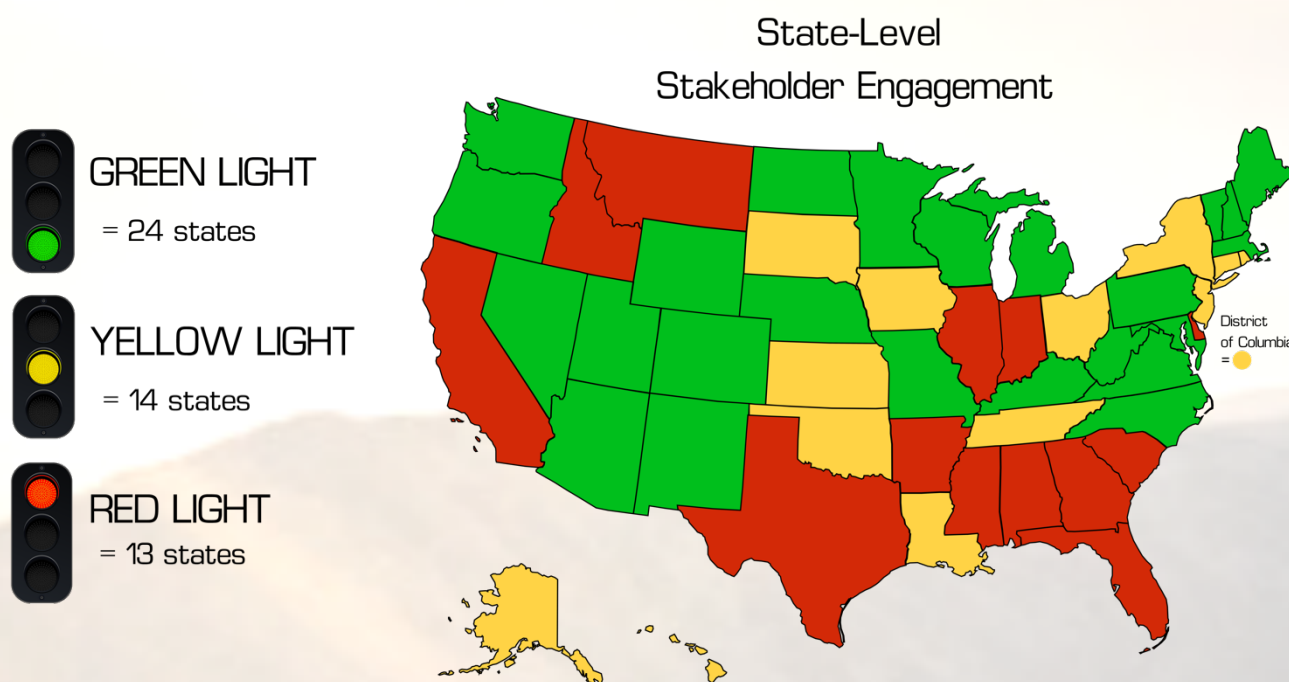 State-Level
Stakeholder Engagement
GREEN LIGHT
= 24 states
YELLOW LIGHT
= 14 states
RED LIGHT
= 13 states
District
of Columbia
=